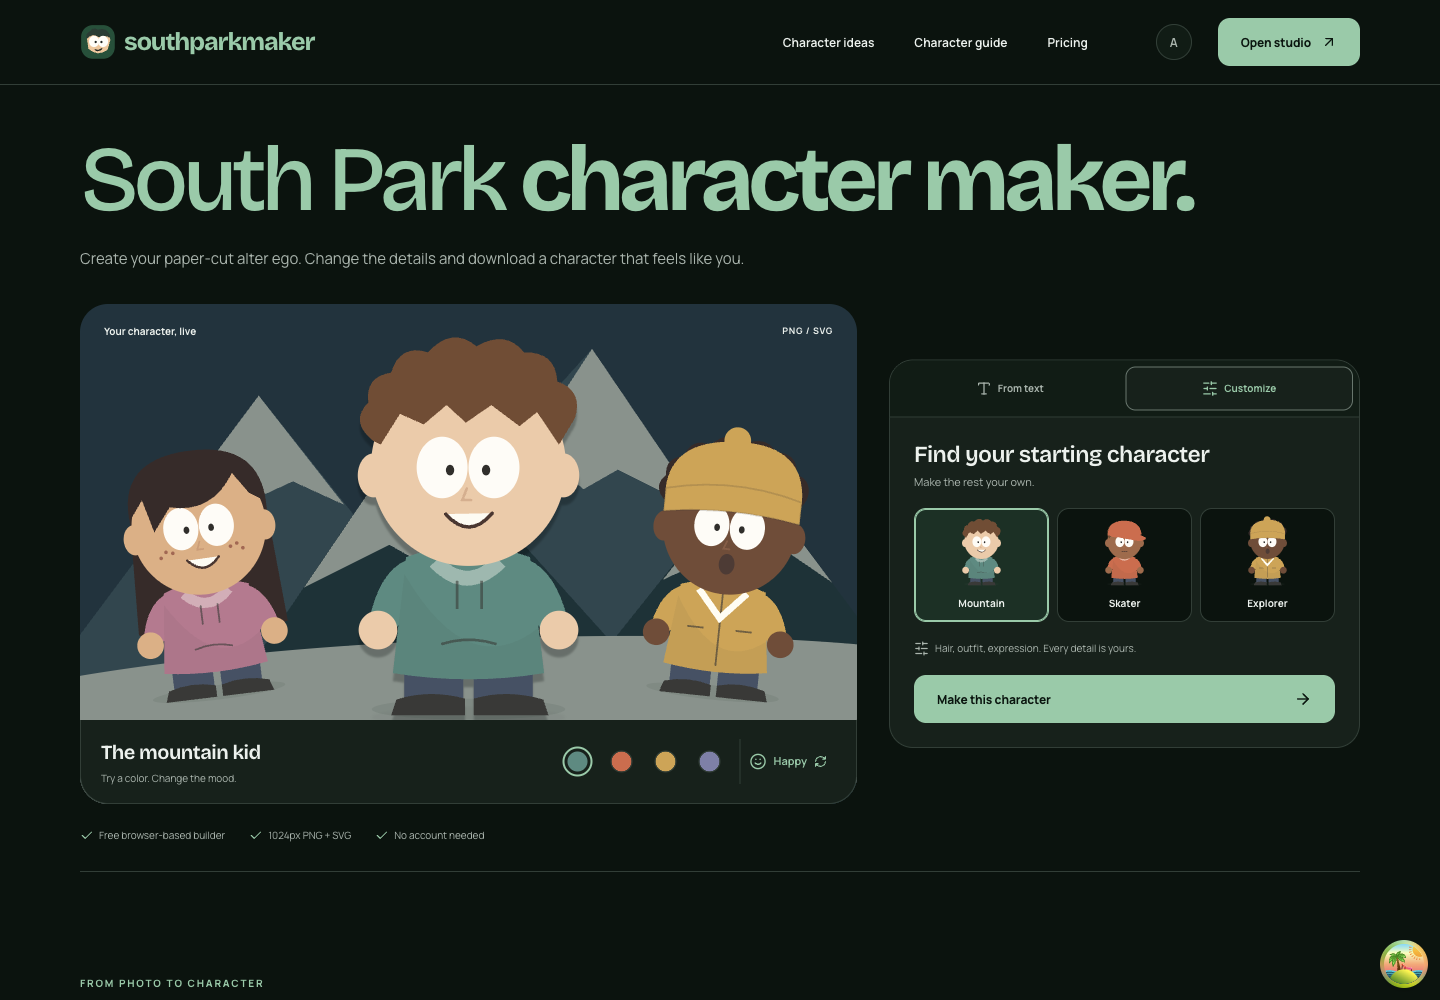 southparkmaker
Character ideas
Character guide
Pricing
A
Open studio
South Park character maker.
Create your paper-cut alter ego. Change the details and download a character that feels like you.
Your character, live
PNG / SVG
From text
Customize
Find your starting character
Make the rest your own.
Mountain
Skater
Explorer
Hair, outfit, expression. Every detail is yours.
Make this character
The mountain kid
Try a color. Change the mood.
Happy
Free browser-based builder
1024px PNG + SVG
No account needed
FROM PHOTO TO CHARACTER